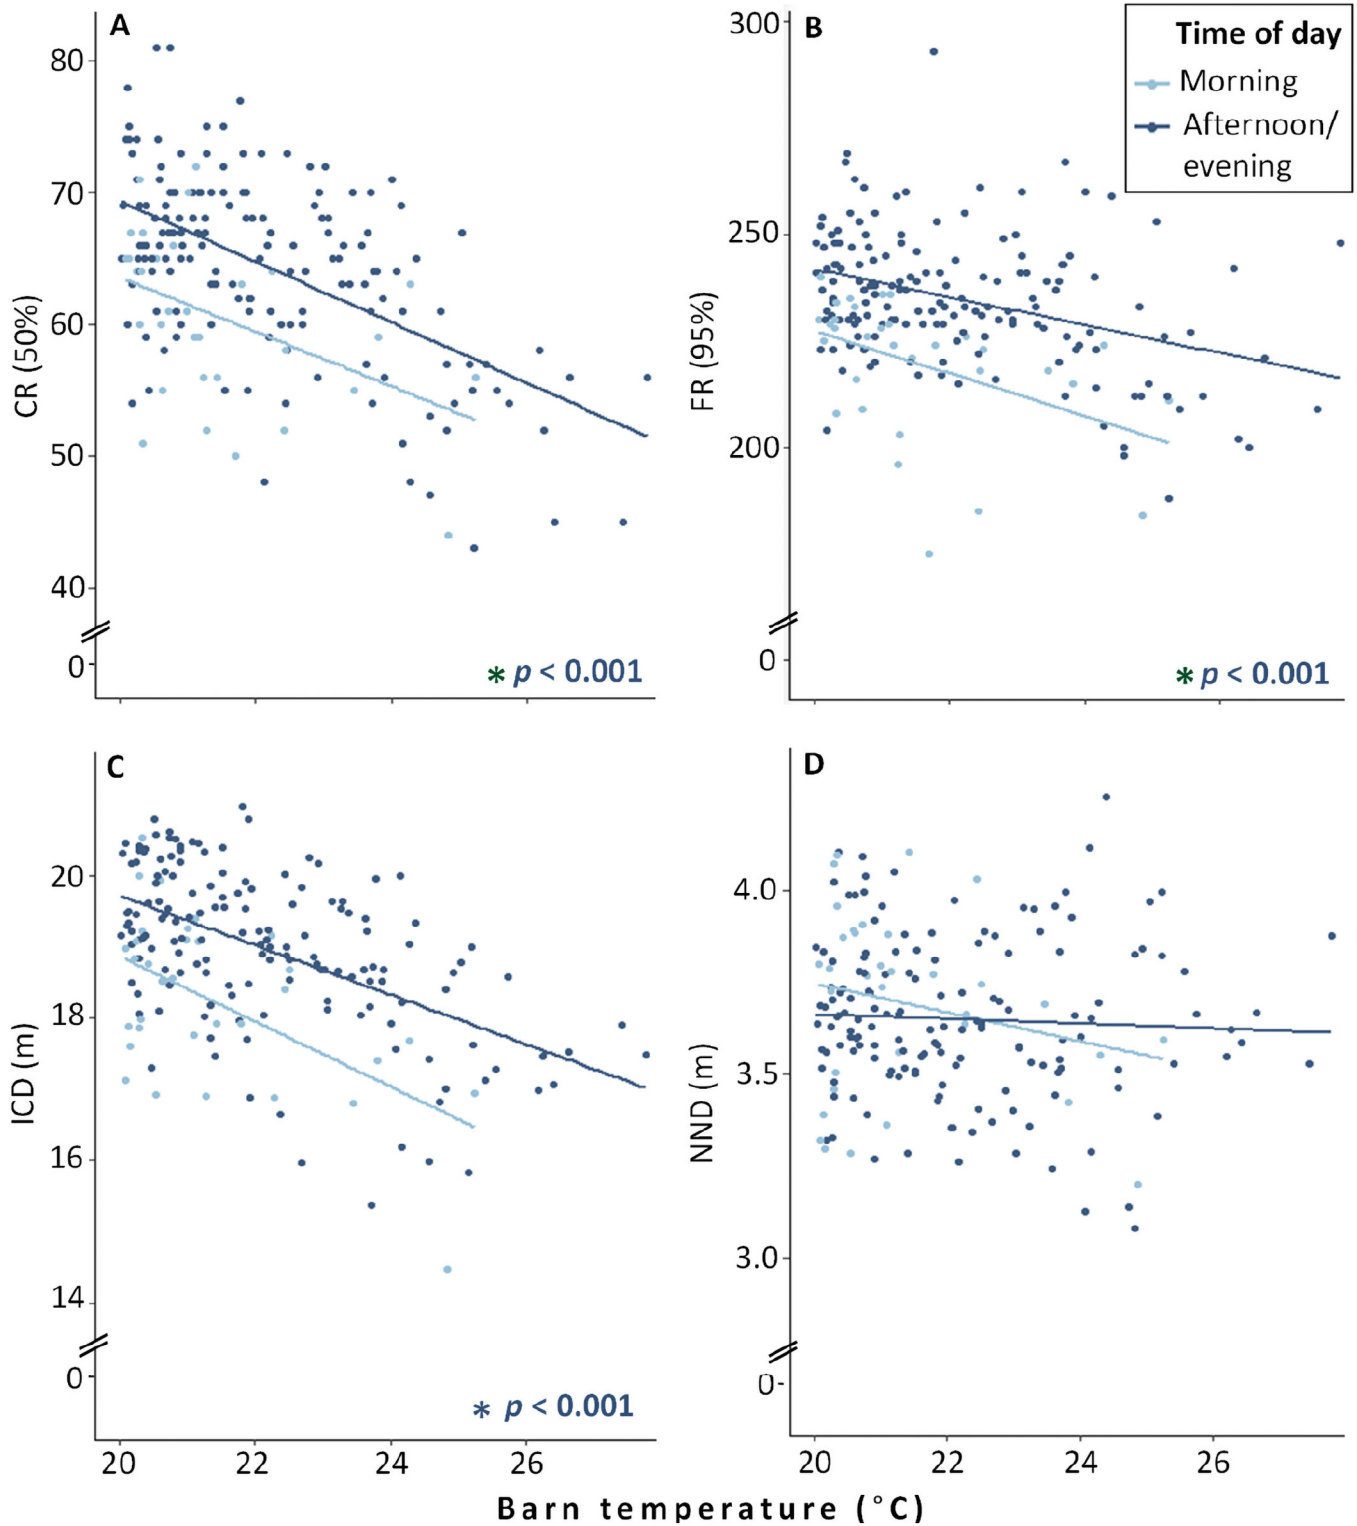 A
80
70
60
50
40
0
CR (50%)
* p < 0.001
B
300
250
200
0
FR (95%)
* p < 0.001
Time of day
Morning
Afternoon/
evening
C
20
18
16
14
0
ICD (m)
* p < 0.001
20 22 24 26
D
4.0
3.5
3.0
0
NND (m)
20 22 24 26
Barn temperature (°C)